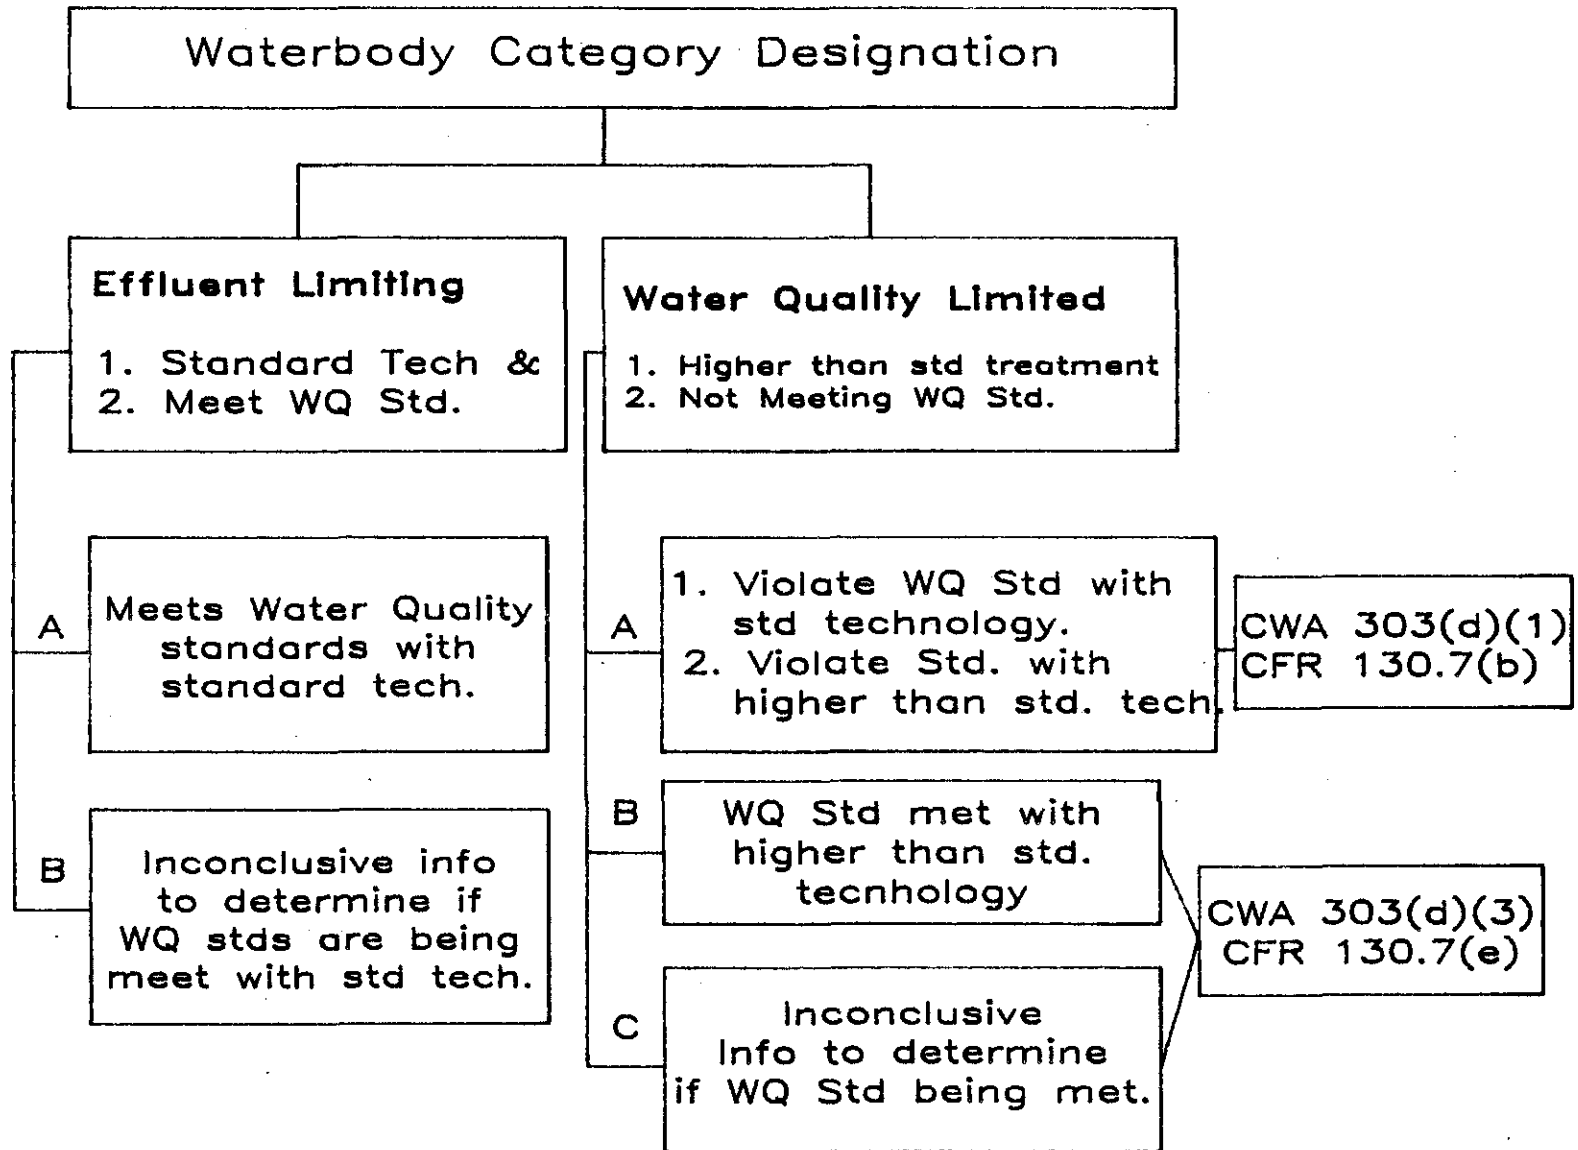 Waterbody Category Designation
Effluent Limiting
1. Standard Tech &
2. Meet WQ Std.
Water Quality Limited
1. Higher than std treatment
2. Not Meeting WQ Std.
A
Meets Water Quality
standards with
standard tech.
B
Inconclusive info
to determine if
WQ stds are being
meet with std tech.
A
1. Violate WQ Std with
std technology.
2. Violate Std. with
higher than std. tech.
CWA 303(d)(1)
CFR 130.7(b)
B
WQ Std met with
higher than std.
tecnhology
C
Inconclusive
Info to determine
if WQ Std being met.
CWA 303(d)(3)
CFR 130.7(e)